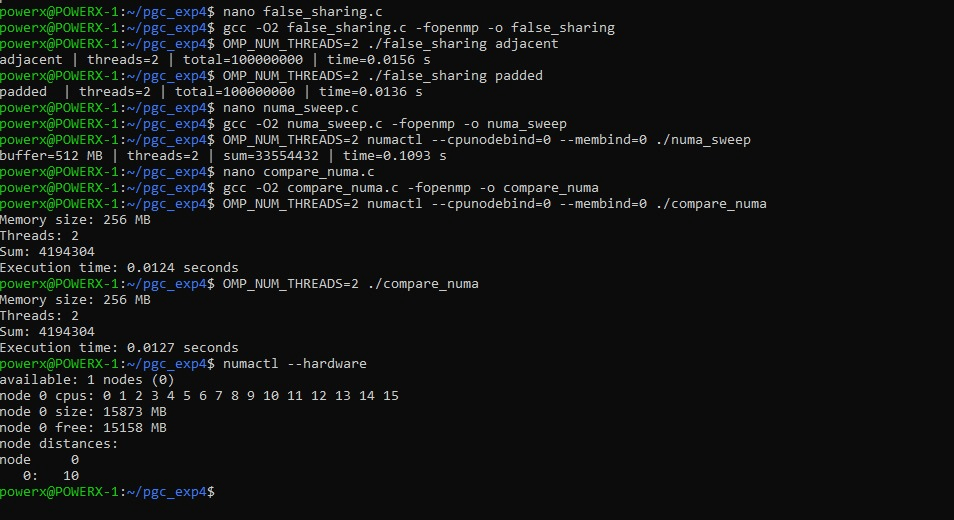 powerx@POWERX-1:~/pgc_exp4$ nano false_sharing.c
powerx@POWERX-1:~/pgc_exp4$ gcc -O2 false_sharing.c -fopenmp -o false_sharing
powerx@POWERX-1:~/pgc_exp4$ OMP_NUM_THREADS=2 ./false_sharing adjacent
adjacent | threads=2 | total=100000000 | time=0.0156 s
powerx@POWERX-1:~/pgc_exp4$ OMP_NUM_THREADS=2 ./false_sharing padded
padded  | threads=2 | total=100000000 | time=0.0136 s
powerx@POWERX-1:~/pgc_exp4$ nano numa_sweep.c
powerx@POWERX-1:~/pgc_exp4$ gcc -O2 numa_sweep.c -fopenmp -o numa_sweep
powerx@POWERX-1:~/pgc_exp4$ OMP_NUM_THREADS=2 numactl --cpunodebind=0 --membind=0 ./numa_sweep
buffer=512 MB | threads=2 | sum=33554432 | time=0.1093 s
powerx@POWERX-1:~/pgc_exp4$ nano compare_numa.c
powerx@POWERX-1:~/pgc_exp4$ gcc -O2 compare_numa.c -fopenmp -o compare_numa
powerx@POWERX-1:~/pgc_exp4$ OMP_NUM_THREADS=2 numactl --cpunodebind=0 --membind=0 ./compare_numa
Memory size: 256 MB
Threads: 2
Sum: 4194304
Execution time: 0.0124 seconds
powerx@POWERX-1:~/pgc_exp4$ OMP_NUM_THREADS=2 ./compare_numa
Memory size: 256 MB
Threads: 2
Sum: 4194304
Execution time: 0.0127 seconds
powerx@POWERX-1:~/pgc_exp4$ numactl --hardware
available: 1 nodes (0)
node 0 cpus: 0 1 2 3 4 5 6 7 8 9 10 11 12 13 14 15
node 0 size: 15873 MB
node 0 free: 15158 MB
node distances:
node     0
   0:   10
powerx@POWERX-1:~/pgc_exp4$